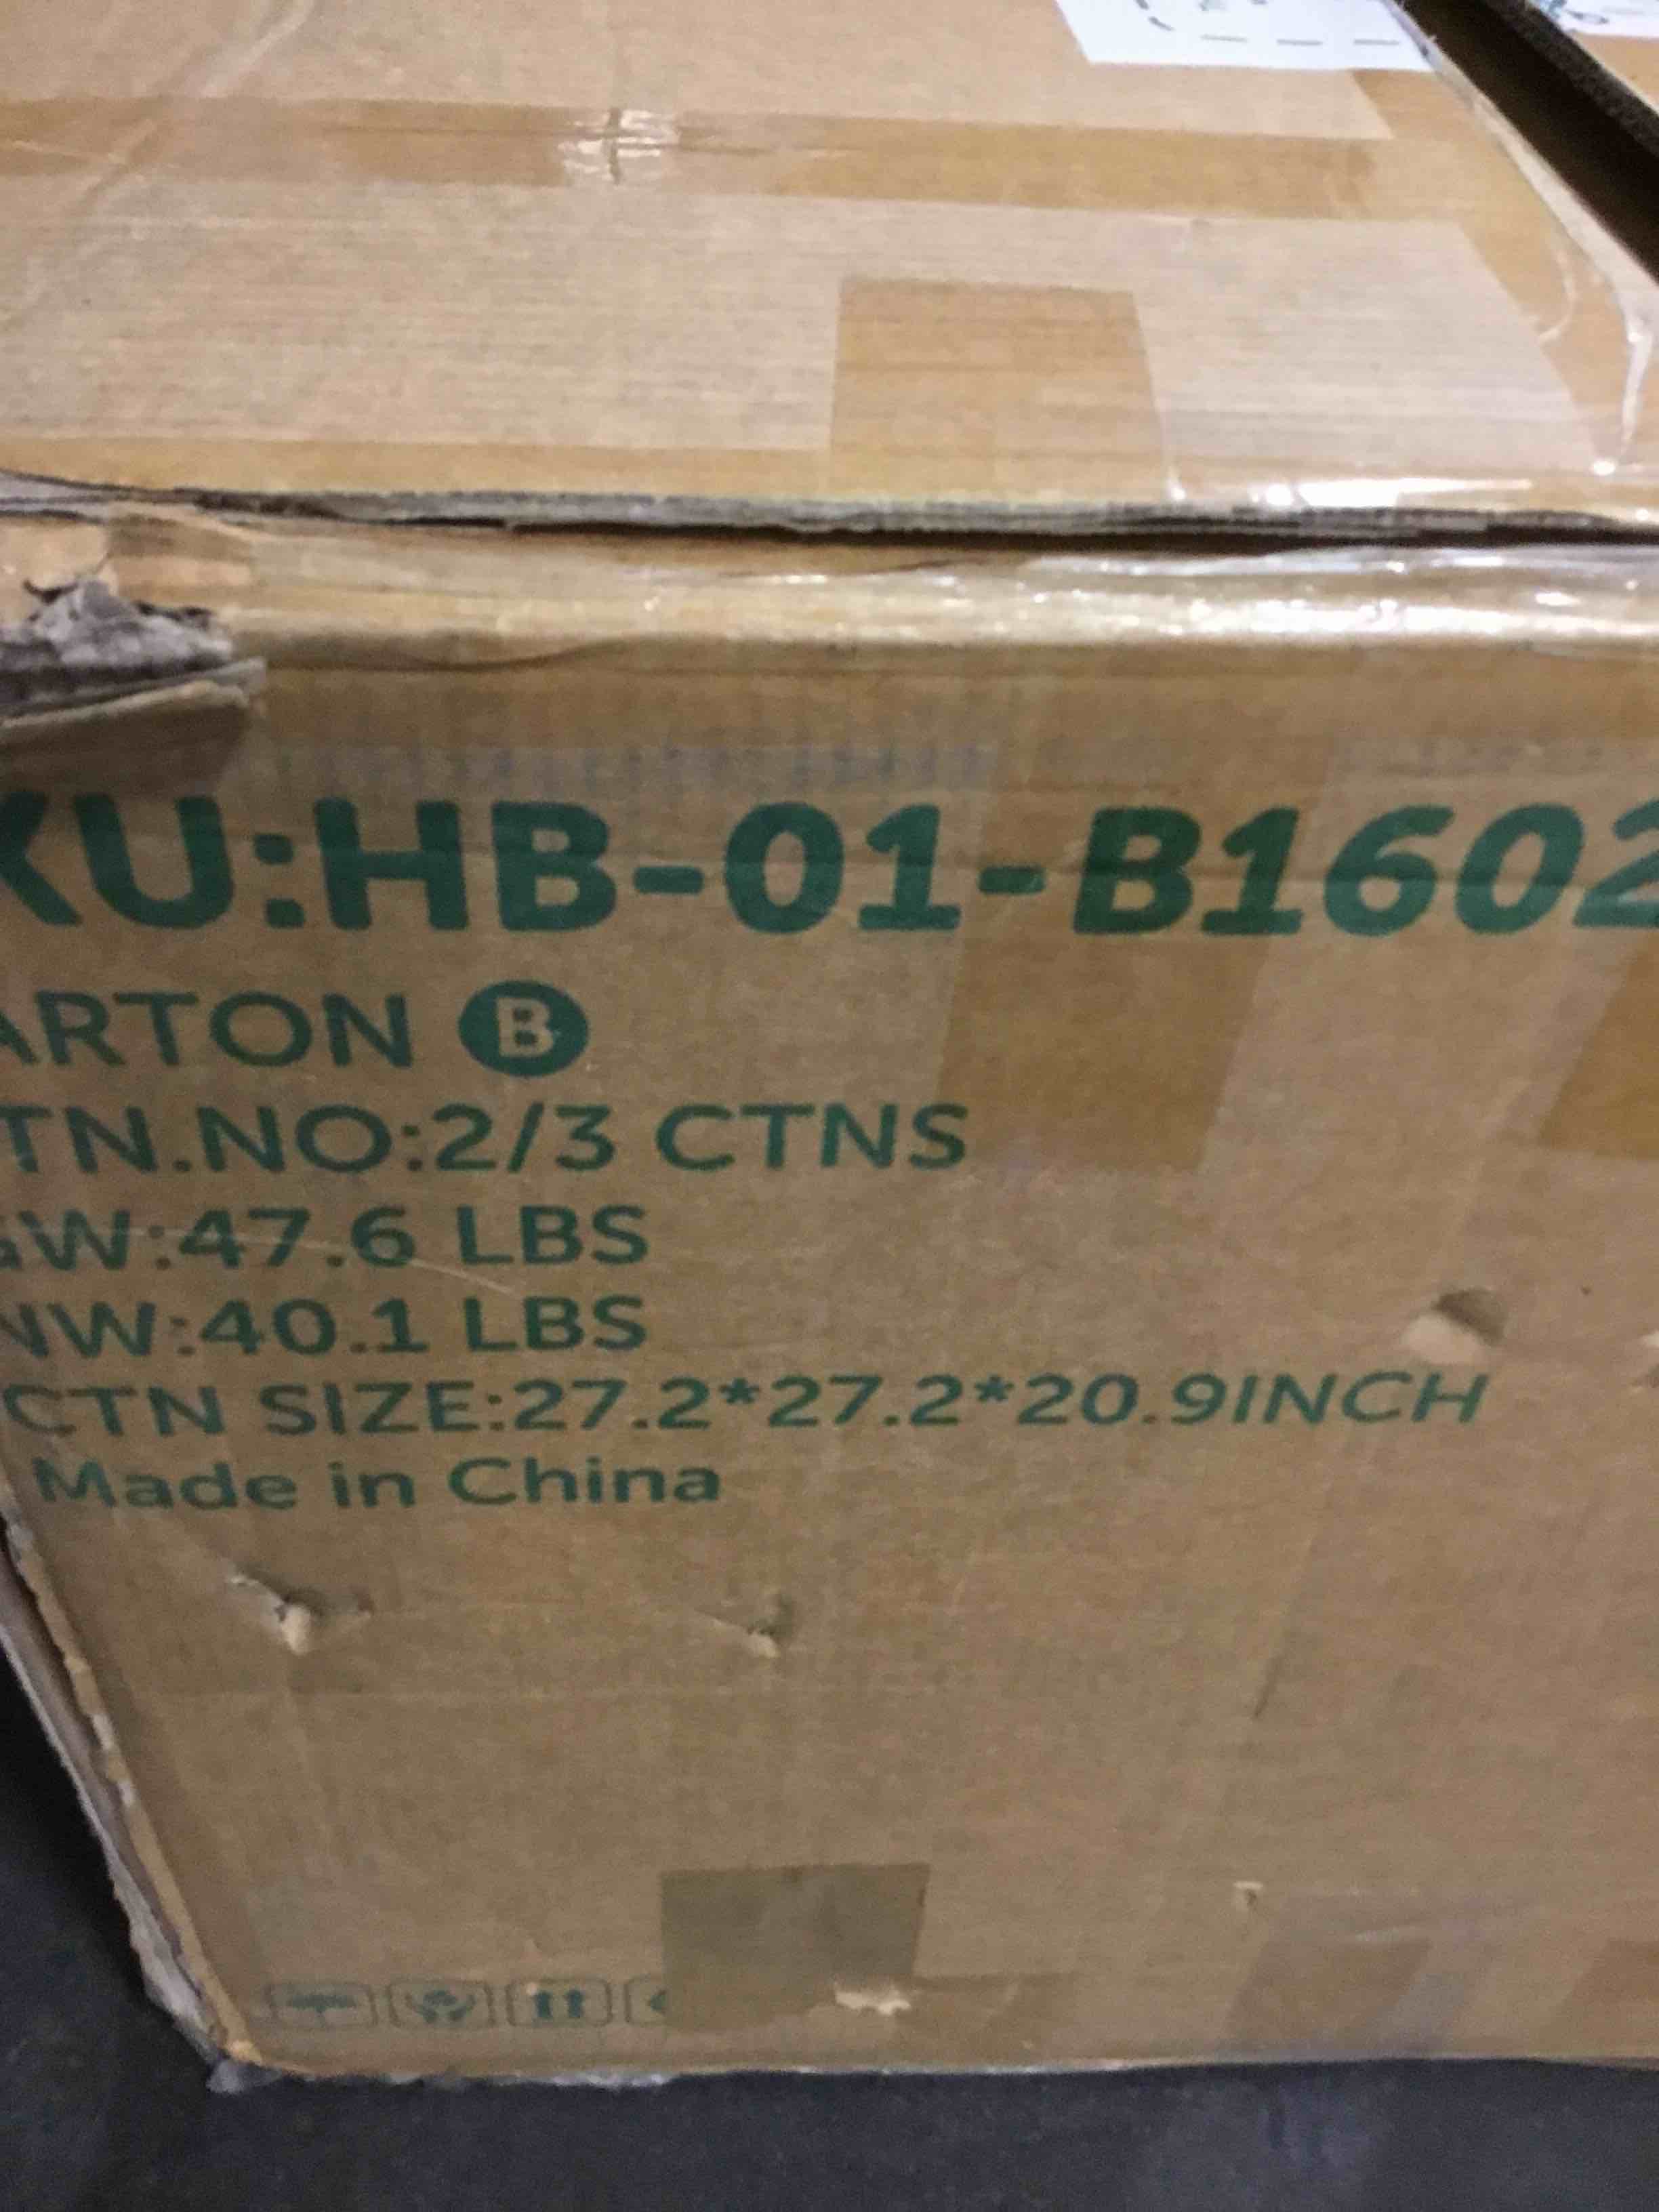 KU:HB-01-B1602
ARTON B
TN.NO:2/3 CTNS
GW:47.6 LBS
NW:40.1 LBS
CTN SIZE:27.2*27.2*20.9INCH
Made in China